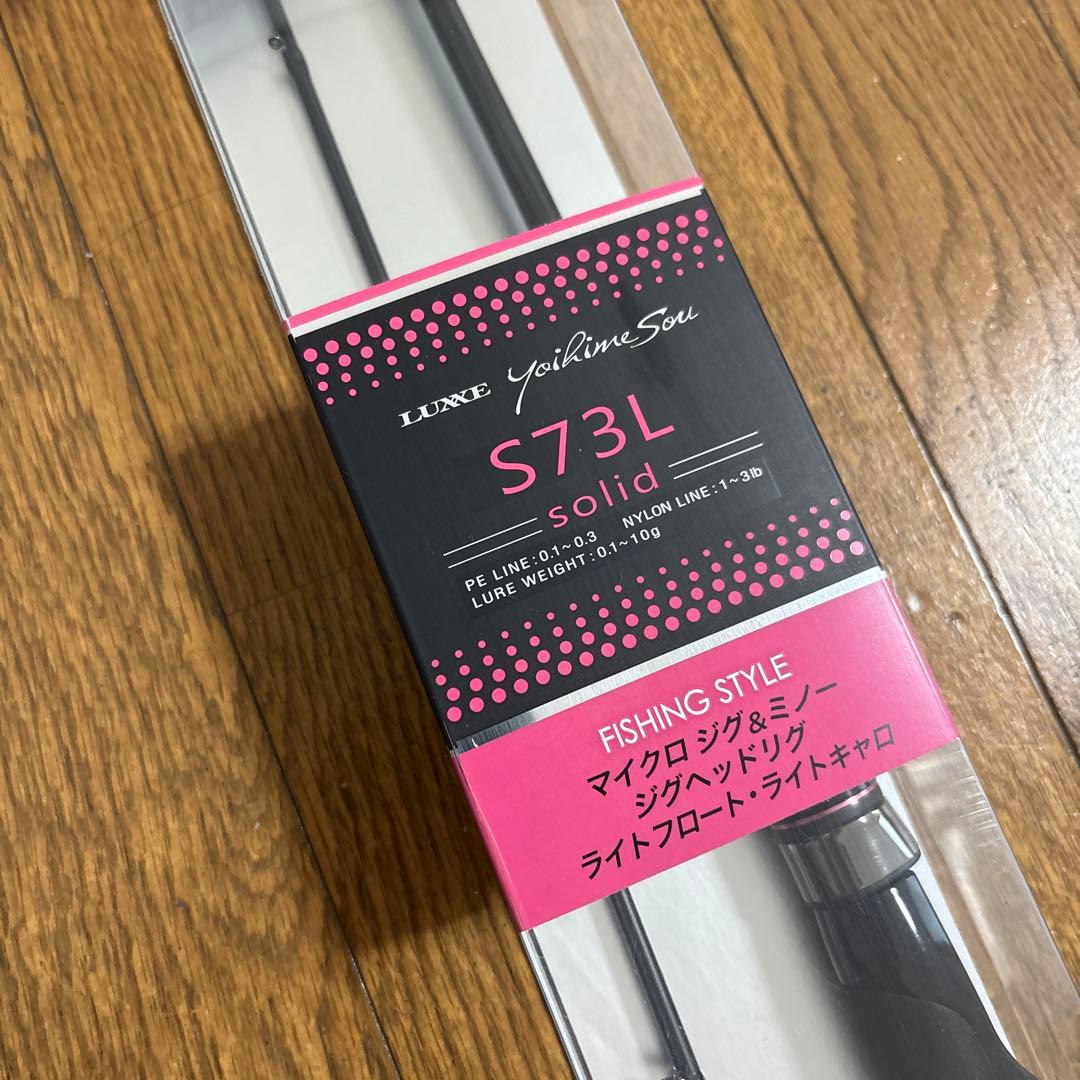 LUXXE yoihime Sou
S73L
solid
PE LINE:0.1~0.3 NYLON LINE:1~3lb
LURE WEIGHT:0.1~10g
FISHING STYLE
マイクロ ジグ&ミノー
ジグヘッドリグ
ライトフロート・ライトキャロ